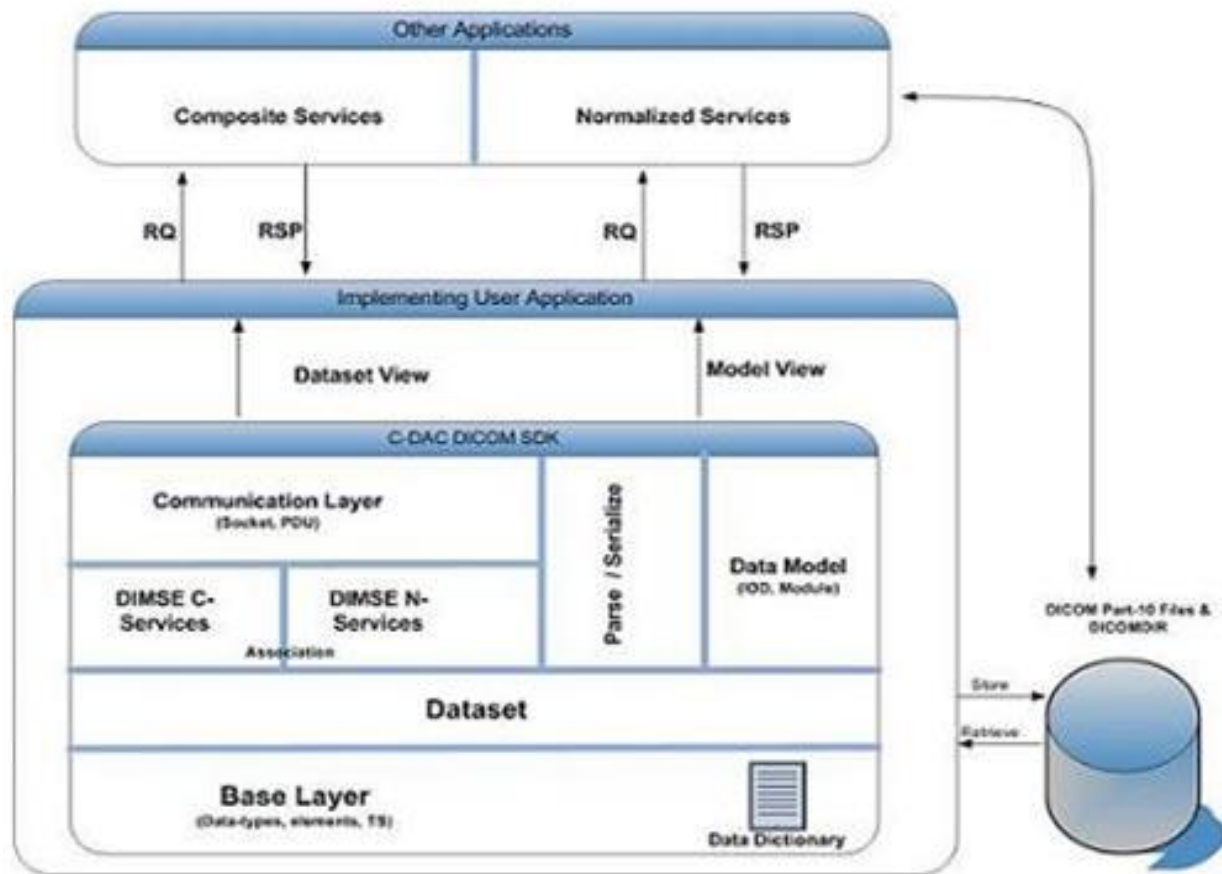 Other Applications
Composite Services
Normalized Services
RQ
RSP
RQ
RSP
Implementing User Application
Dataset View
Model View
C-DAC DICOM SDK
Communication Layer
(Socket, PDU)
Parse / Serialize
Data Model
(IOD, Module)
DIMSE C-
Services
DIMSE N-
Services
Association
DICOM Part-10 Files &
DICOMDIR
Dataset
Store
Retrieve
Base Layer
(Data-types, elements, TS)
Data Dictionary